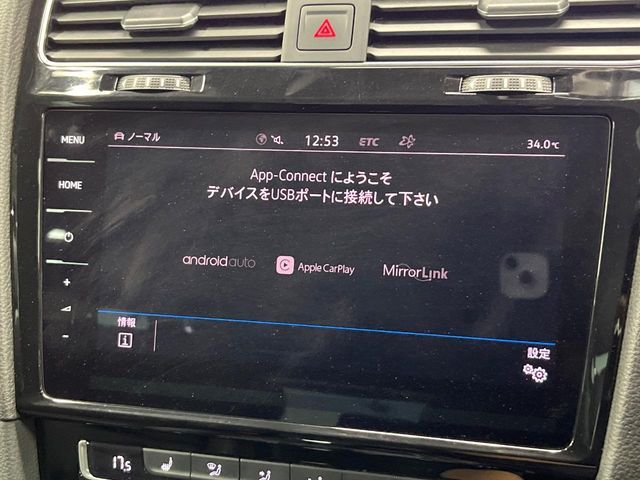 MENU
ノーマル
12:53
ETC
34.0℃
HOME
App-Connect にようこそ
デバイスをUSBポートに接続して下さい
androidauto
Apple CarPlay
MirrorLink
+
-
情報
設定
17.5